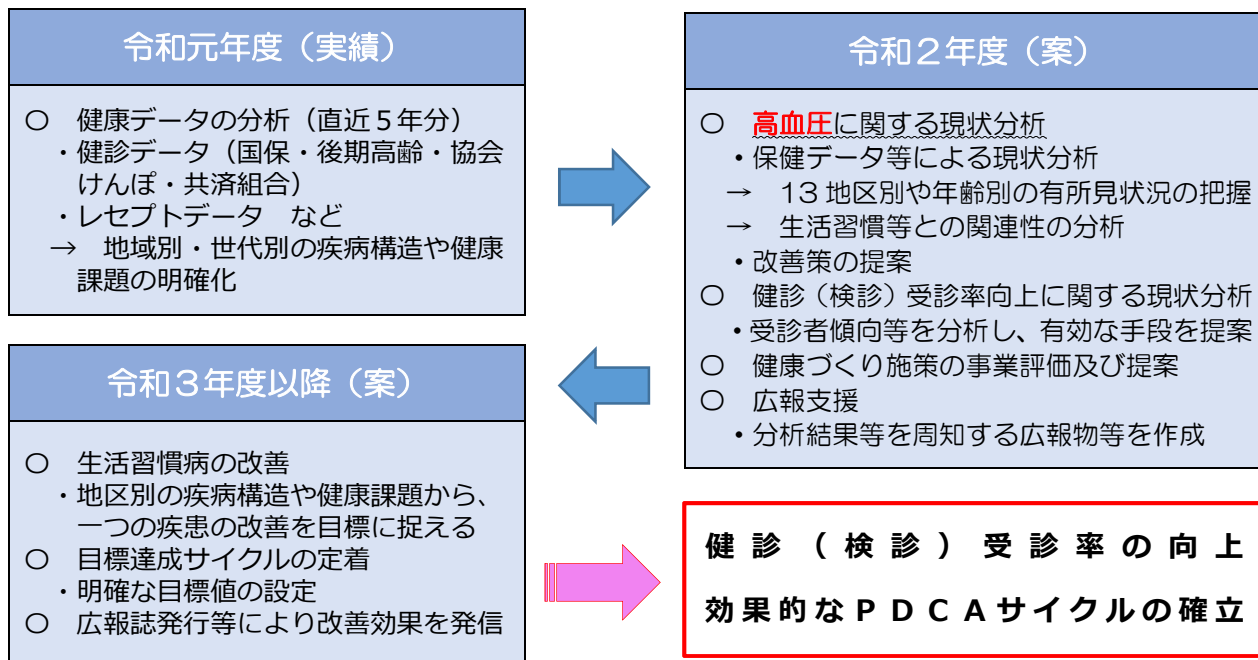 令和元年度（実績）
〇　健康データの分析（直近５年分）
・健診データ（国保・後期高齢・協会
けんぽ・共済組合）
・レセプトデータ　など
→　地域別・世代別の疾病構造や健康
課題の明確化
令和２年度（案）
〇　高血圧に関する現状分析
・保健データ等による現状分析
→　13 地区別や年齢別の有所見状況の把握
→　生活習慣等との関連性の分析
・改善策の提案
〇　健診（検診）受診率向上に関する現状分析
・受診者傾向等を分析し、有効な手段を提案
〇　健康づくり施策の事業評価及び提案
〇　広報支援
・分析結果等を周知する広報物等を作成
令和３年度以降（案）
〇　生活習慣病の改善
・地区別の疾病構造や健康課題から、
一つの疾患の改善を目標に捉える
〇　目標達成サイクルの定着
・明確な目標値の設定
〇　広報誌発行等により改善効果を発信
健診（検診）受診率の向上
効果的なＰＤＣＡサイクルの確立